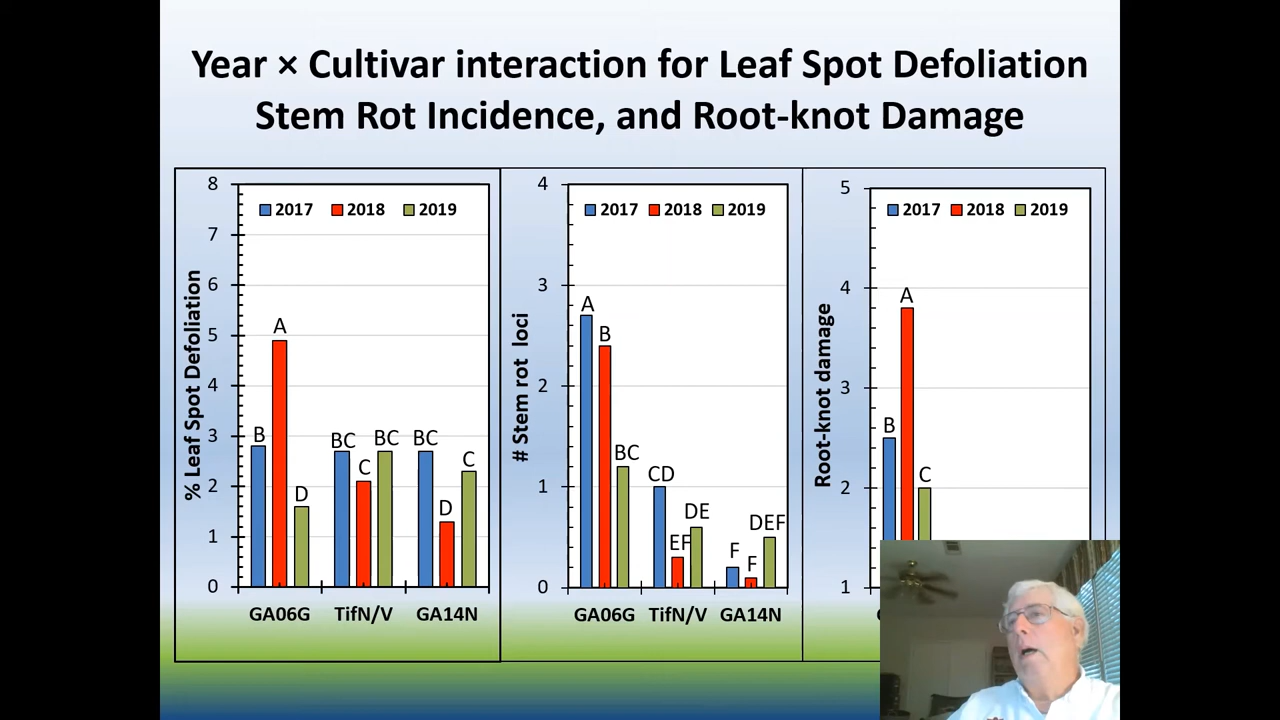 Year × Cultivar interaction for Leaf Spot Defoliation
Stem Rot Incidence, and Root-knot Damage
% Leaf Spot Defoliation
8
7
6
5
4
3
2
1
0
2017 2018 2019
B A D
BC C BC
BC D C
GA06G TifN/V GA14N
# Stem rot loci
4
3
2
1
0
2017 2018 2019
A B BC
CD EF DE
F F DEF
GA06G TifN/V GA14N
Root-knot damage
5
4
3
2
1
2017 2018 2019
B A C